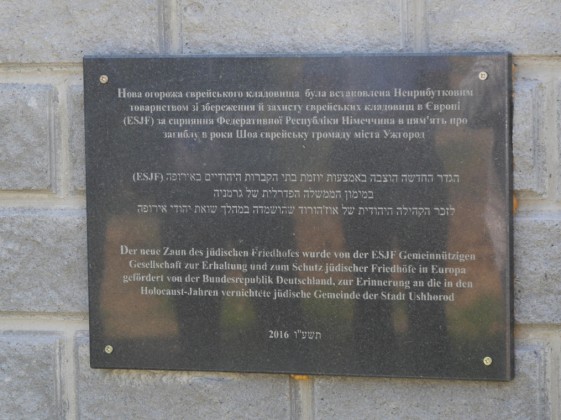 Нова огорожа єврейського кладовища була встановлена Неприбутковим
товариством зі збереження й захисту єврейських кладовищ в Європі
(ESJF) за сприяння Федеративної Республіки Німеччина в пам'ять про
загиблу в роки Шоа єврейську громаду міста Ужгород
הגדר החדשה הוצבה באמצעות יוזמת בתי הקברות היהודיים באירופה (ESJF)
במימון הממשלה הפדרלית של גרמניה
לזכר הקהילה היהודית של אוז'הורוד שהושמדה במהלך שואת יהודי אירופה
Der neue Zaun des jüdischen Friedhofes wurde von der ESJF Gemeinnützigen
Gesellschaft zur Erhaltung und zum Schutz jüdischer Friedhöfe in Europa
gefördert von der Bundesrepublik Deutschland, zur Erinnerung an die in den
Holocaust-Jahren vernichtete jüdische Gemeinde der Stadt Ushhorod
2016 תשע"ו